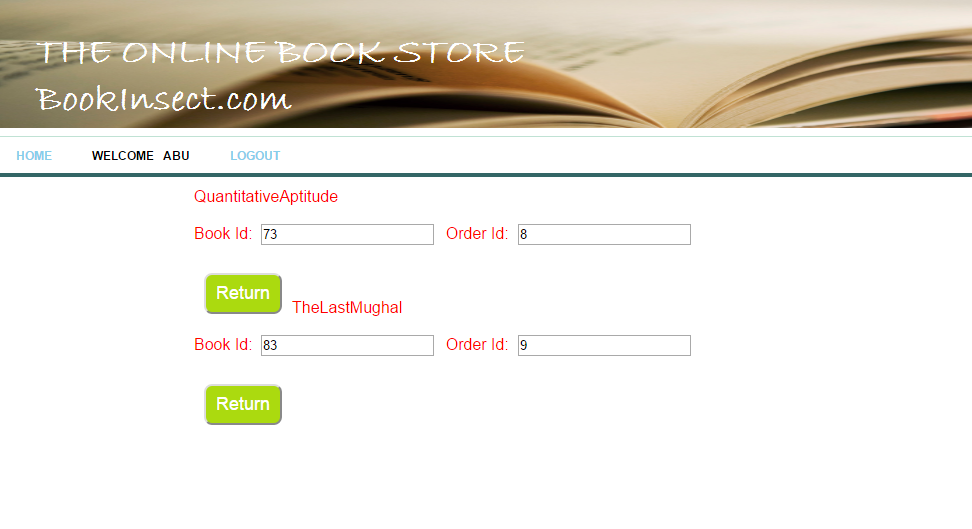 THE ONLINE BOOK STORE
BookInsect.com
HOME WELCOME ABU LOGOUT
QuantitativeAptitude
Book Id: 73 Order Id: 8
Return TheLastMughal
Book Id: 83 Order Id: 9
Return